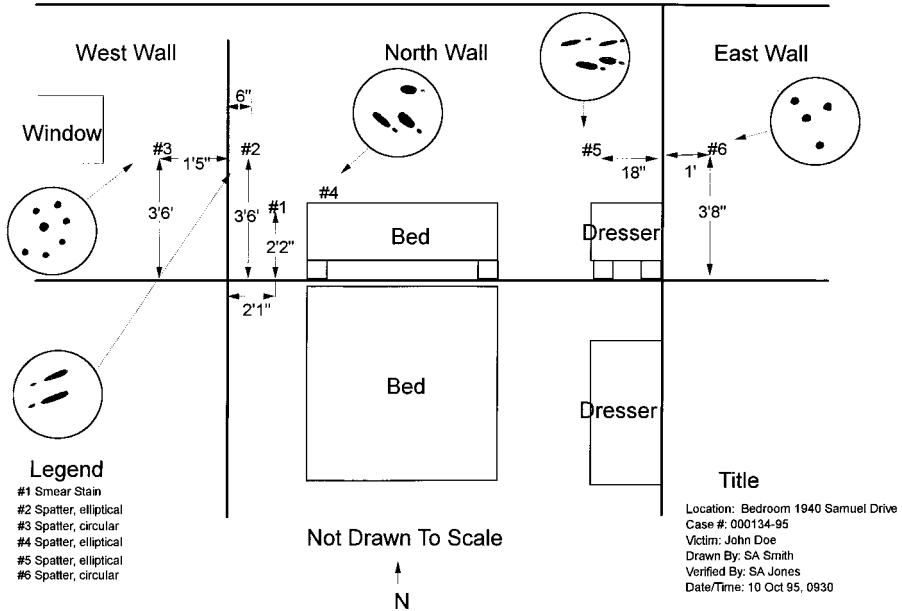 West Wall
North Wall
East Wall
6"
Window
#3
1'5"
#2
#5
18"
1'
#6
#4
3'6'
3'6'
#1
2'2"
3'8"
Bed
Dresser
2'1"
Bed
Dresser
Legend
#1 Smear Stain
#2 Spatter, elliptical
#3 Spatter, circular
#4 Spatter, elliptical
#5 Spatter, elliptical
#6 Spatter, circular
Not Drawn To Scale
N
Title
Location: Bedroom 1940 Samuel Drive
Case #: 000134-95
Victim: John Doe
Drawn By: SA Smith
Verified By: SA Jones
Date/Time: 10 Oct 95, 0930